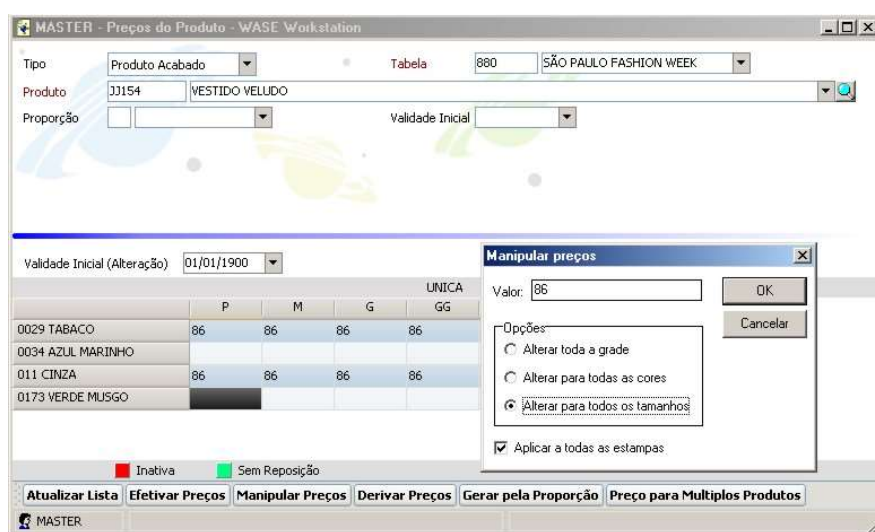 MASTER - Preços do Produto - WASE Workstation
Tipo Produto Acabado Tabela 880 SÃO PAULO FASHION WEEK
Produto JJ154 VESTIDO VELUDO
Proporção Validade Inicial
Validade Inicial (Alteração) 01/01/1900
UNICA
P M G GG
0029 TABACO 86 86 86 86
0034 AZUL MARINHO
011 CINZA 86 86 86 86
0173 VERDE MUSGO
Manipular preços
Valor: 86 OK
Cancelar
Opções
Alterar toda a grade
Alterar para todas as cores
Alterar para todos os tamanhos
Aplicar a todas as estampas
Inativa Sem Reposição
Atualizar Lista Efetivar Preços Manipular Preços Derivar Preços Gerar pela Proporção Preço para Multiplos Produtos
MASTER